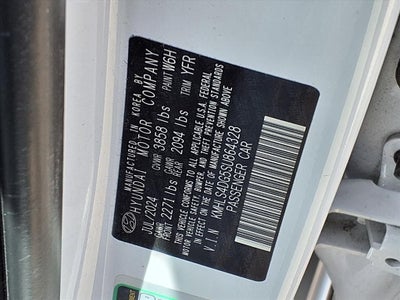 MANUFACTURED IN KOREA BY
HYUNDAI MOTOR COMPANY
JUL/2024 GVWR 3858 lbs PAINT W6H
GAWR FRONT 2271 lbs GAWR REAR 2094 lbs TRIM YFR
THIS VEHICLE CONFORMS TO ALL APPLICABLE U.S.A. FEDERAL
MOTOR VEHICLE SAFETY AND THEFT PREVENTION STANDARDS
IN EFFECT ON THE DATE OF MANUFACTURE SHOWN ABOVE
V.I.N KMHLS4DG5SU864328
PASSENGER CAR